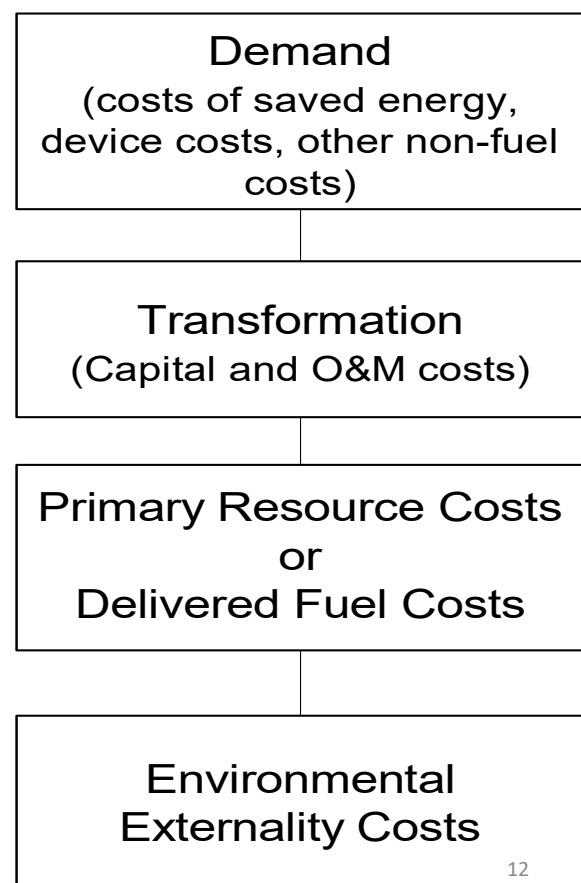 Demand
(costs of saved energy,
device costs, other non-fuel
costs)
Transformation
(Capital and O&M costs)
Primary Resource Costs
or
Delivered Fuel Costs
Environmental
Externality Costs
12